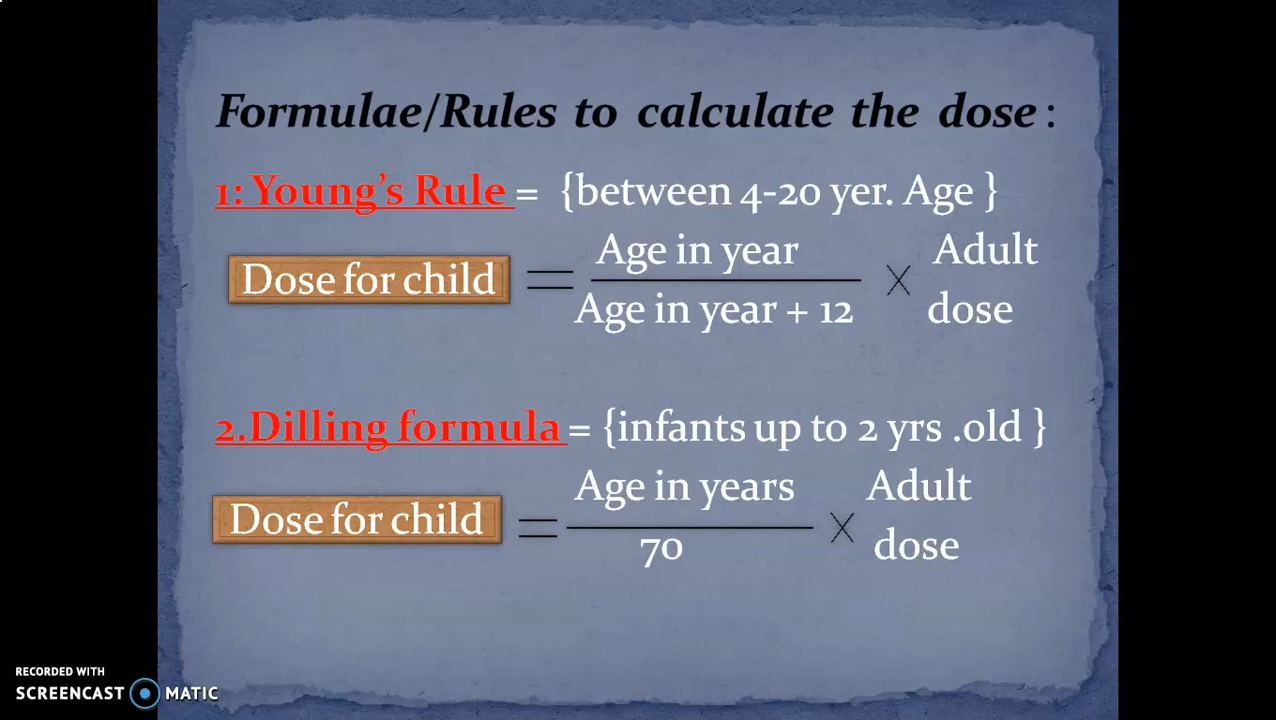 Formulae/Rules to calculate the dose :
1: Young's Rule = {between 4-20 yer. Age }
Dose for child = Age in year × Adult
Age in year + 12 dose
2.Dilling formula = {infants up to 2 yrs .old }
Dose for child = Age in years × Adult
70 dose
RECORDED WITH
SCREENCAST MATIC